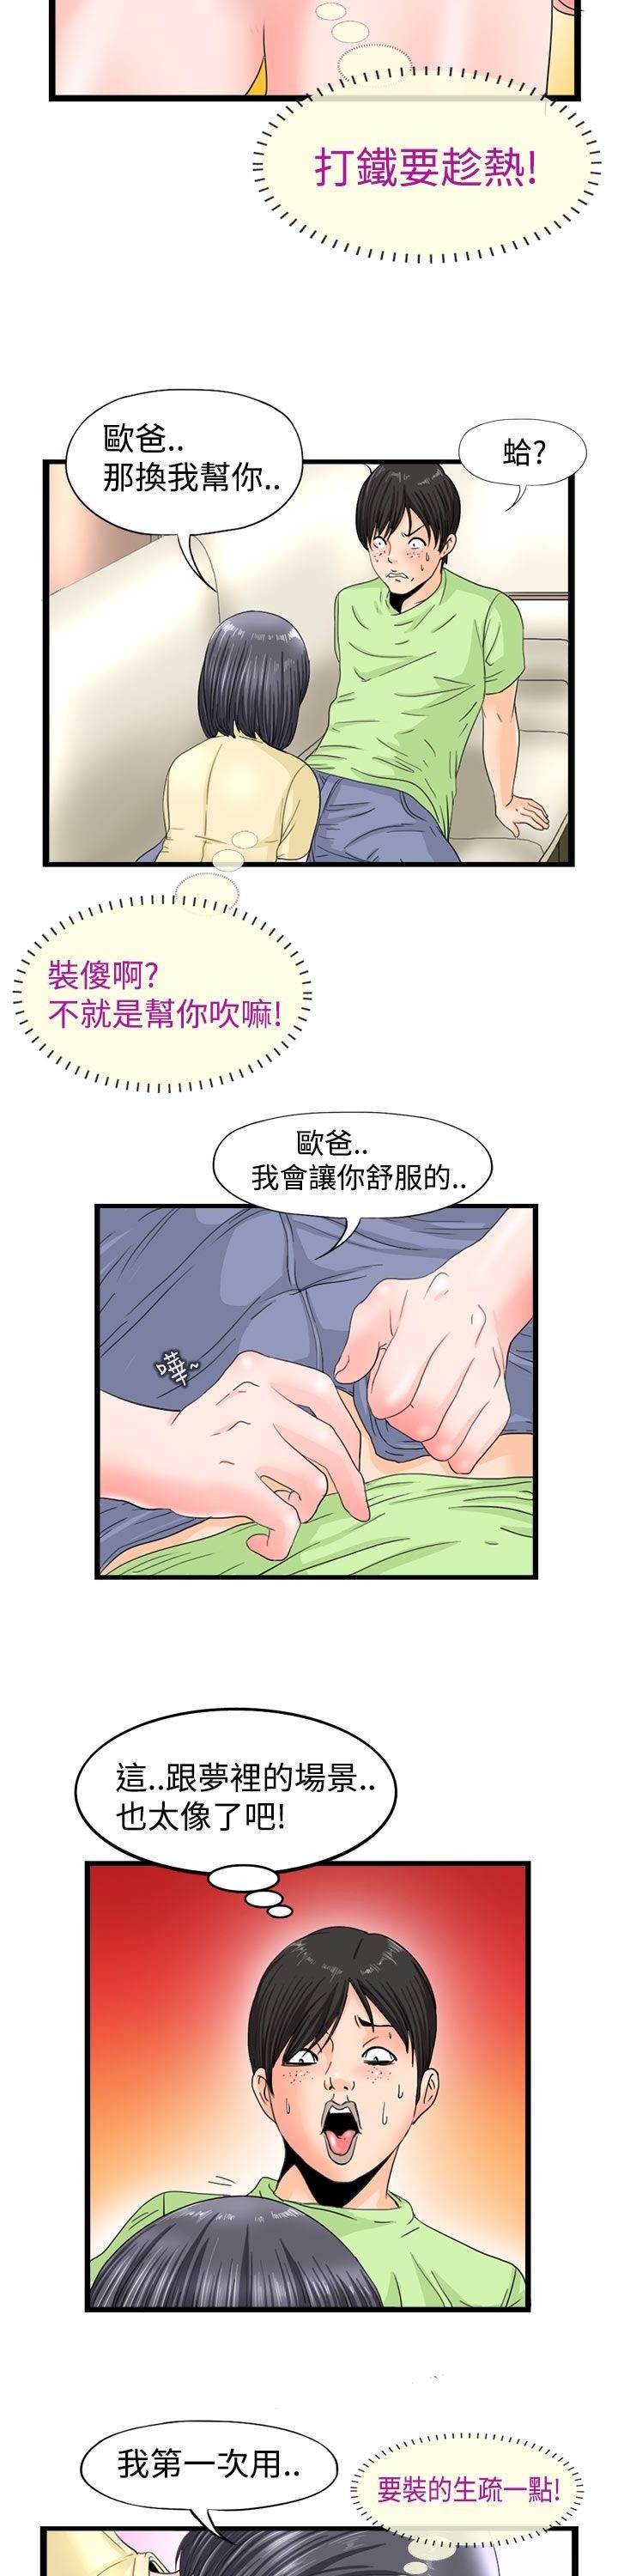 打鐵要趁熱!
歐爸..
那換我幫你..
蛤?
裝傻啊?
不就是幫你吹嘛!
歐爸..
我會讓你舒服的..
嘩~
這..跟夢裡的場景..
也太像了吧!
我第一次用..
要裝的生疏一點!